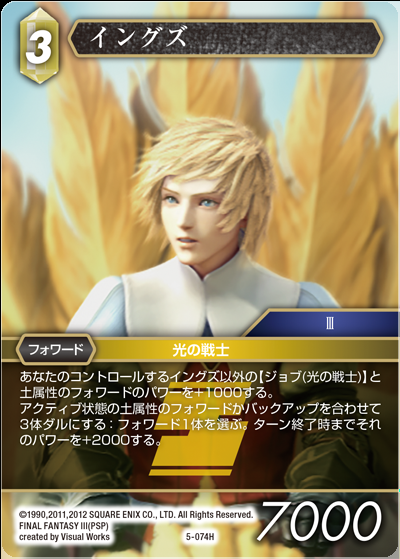 3
イングズ
III
フォワード
光の戦士
あなたのコントロールするイングズ以外の【ジョブ(光の戦士)】と
土属性のフォワードのパワーを+1000する。
アクティブ状態の土属性のフォワードかバックアップを合わせて
3体ダルにする：フォワード1体を選ぶ。ターン終了時までそれ
のパワーを+2000する。
©1990,2011,2012 SQUARE ENIX CO., LTD. All Rights Reserved.
FINAL FANTASY III(PSP)
created by Visual Works
5-074H
7000